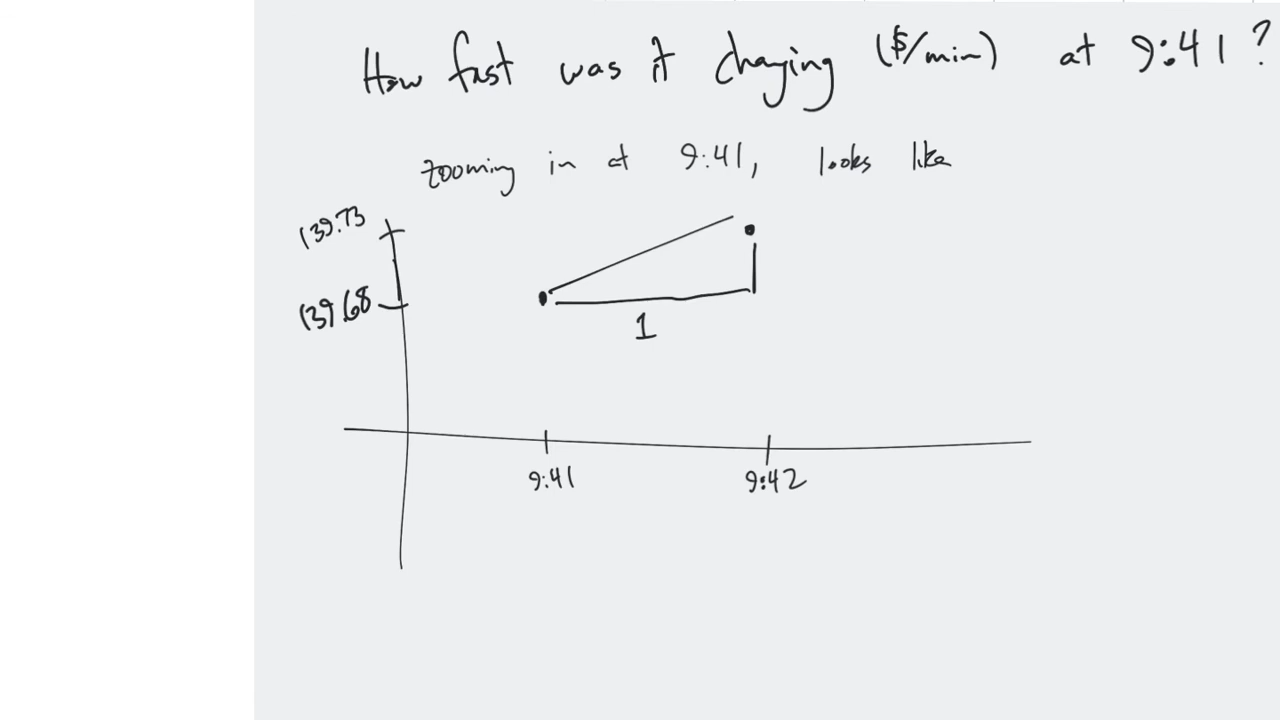 How fast was it changing ($/min) at 9:41?
zooming in at 9:41, looks like
139.73
139.68
1
9:41 9:42